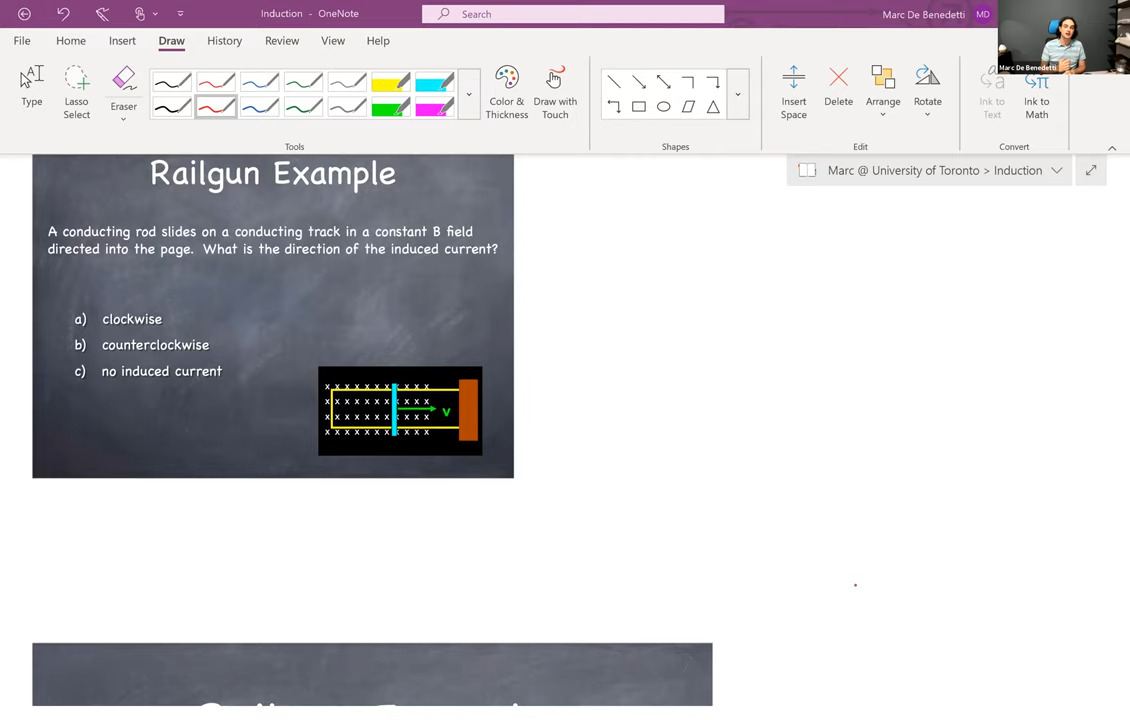 Induction - OneNote
Search
Marc De Benedetti
MD
File Home Insert Draw History Review View Help
Marc De Benedetti
Type
Lasso Select
Eraser
Color & Thickness
Draw with Touch
Insert Space
Delete
Arrange
Rotate
Ink to Text
Ink to Math
Tools
Shapes
Edit
Convert
Marc @ University of Toronto > Induction
Railgun Example
A conducting rod slides on a conducting track in a constant B field
directed into the page. What is the direction of the induced current?
a) clockwise
b) counterclockwise
c) no induced current
x x x x x x x x x x x
x x x x x x x x x x
x x x x x x x x x x
x x x x x x x x x x x
v